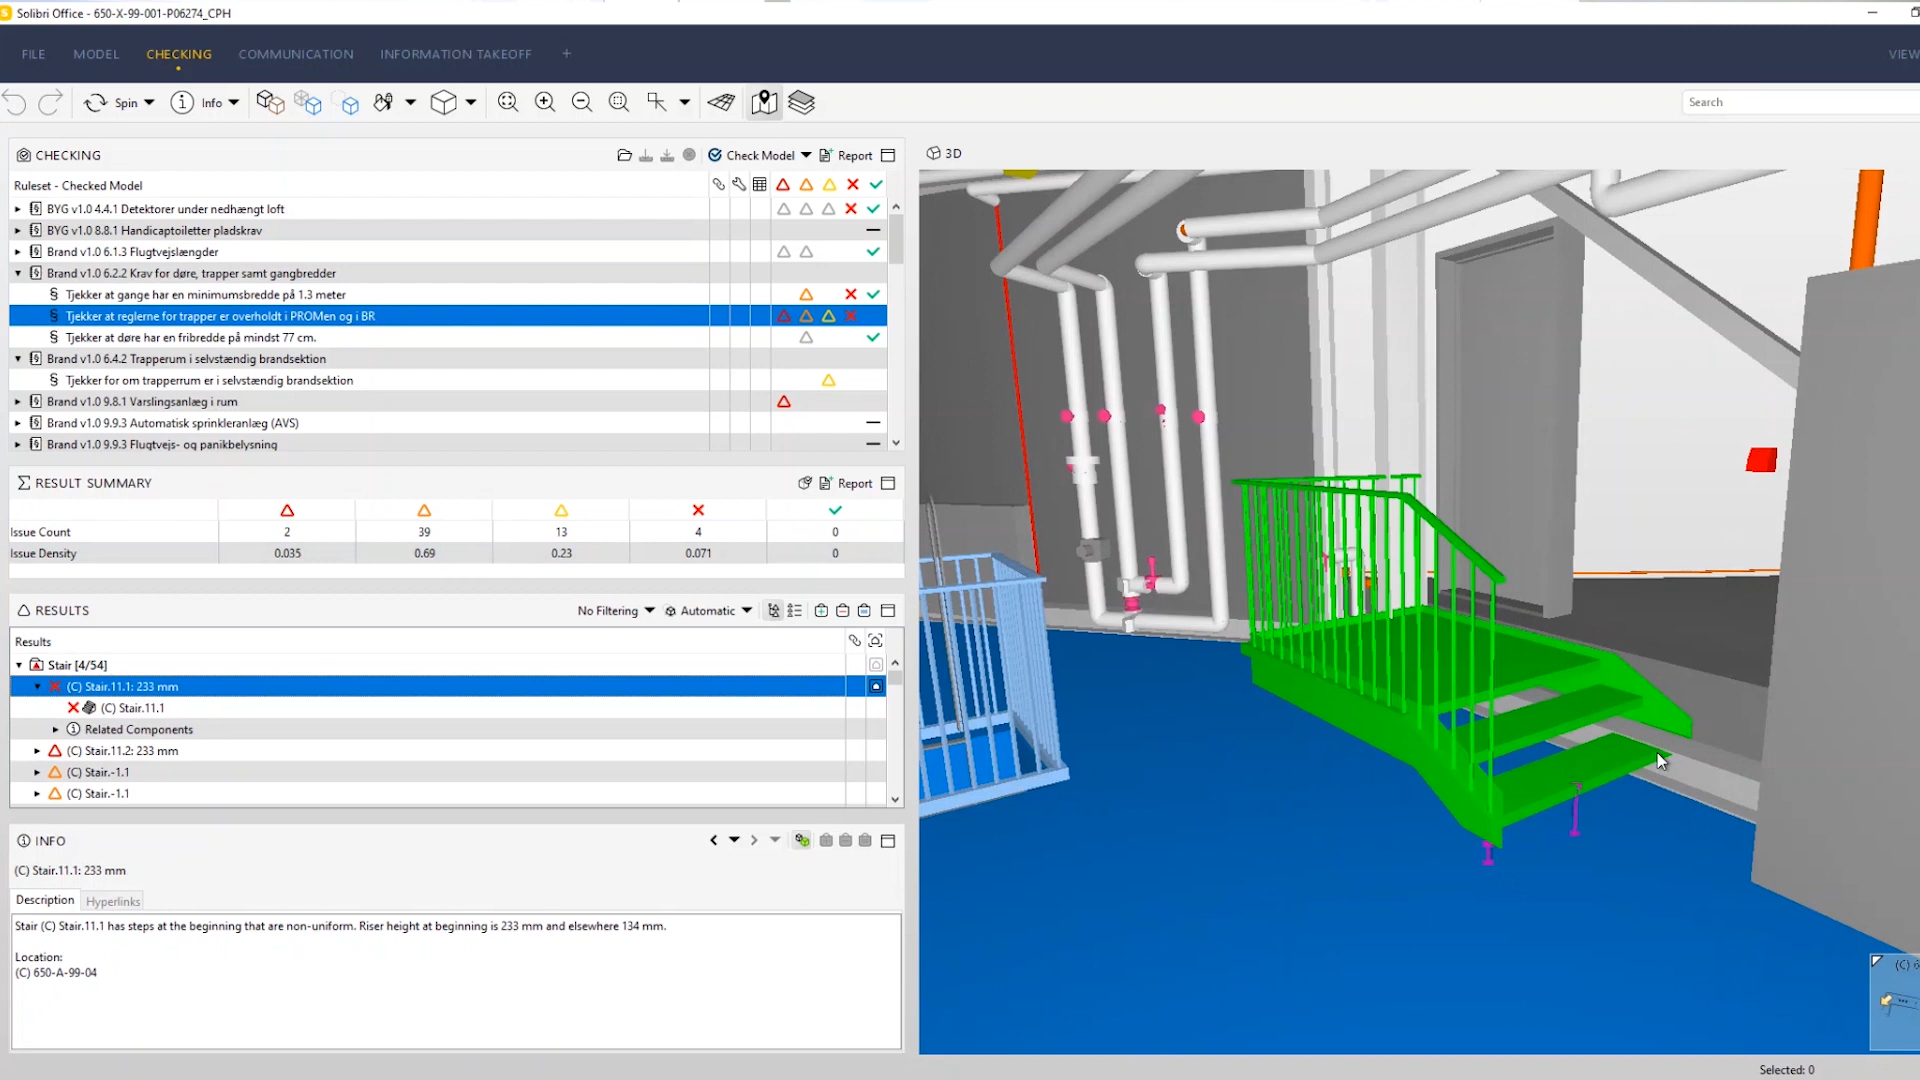 Solibri Office - 650-X-99-001-P06274_CPH
FILE MODEL CHECKING COMMUNICATION INFORMATION TAKEOFF + VIEW
Spin Info Search
CHECKING Check Model Report
Ruleset - Checked Model
BYG v1.0 4.4.1 Detektorer under nedhængt loft
BYG v1.0 8.8.1 Handicaptoiletter pladskrav
Brand v1.0 6.1.3 Flugtvejslængder
Brand v1.0 6.2.2 Krav for døre, trapper samt gangbredder
§ Tjekker at gange har en minimumsbredde på 1.3 meter
§ Tjekker at reglerne for trapper er overholdt i PROMen og i BR
§ Tjekker at døre har en fribredde på mindst 77 cm.
Brand v1.0 6.4.2 Trapperum i selvstændig brandsektion
§ Tjekker for om trapperrum er i selvstændig brandsektion
Brand v1.0 9.8.1 Varslingsanlæg i rum
Brand v1.0 9.9.3 Automatisk sprinkleranlæg (AVS)
Brand v1.0 9.9.3 Flugtvejs- og panikbelysning
RESULT SUMMARY Report
Issue Count 2 39 13 4 0
Issue Density 0.035 0.69 0.23 0.071 0
RESULTS No Filtering Automatic
Results
Stair [4/54]
(C) Stair.11.1: 233 mm
(C) Stair.11.1
Related Components
(C) Stair.11.2: 233 mm
(C) Stair.-1.1
(C) Stair.-1.1
INFO
(C) Stair.11.1: 233 mm
Description Hyperlinks
Stair (C) Stair.11.1 has steps at the beginning that are non-uniform. Riser height at beginning is 233 mm and elsewhere 134 mm.
Location:
(C) 650-A-99-04
3D
(C) 6
Selected: 0